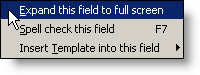 Expand this field to full screen
Spell check this field F7
Insert Template into this field